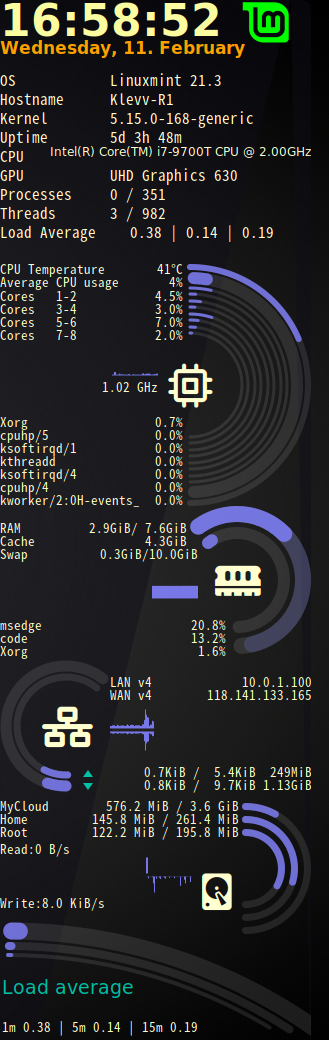 16:58:52
Wednesday, 11. February
OS Linuxmint 21.3
Hostname Klevv-R1
Kernel 5.15.0-168-generic
Uptime 5d 3h 48m
CPU Intel(R) Core(TM) i7-9700T CPU @ 2.00GHz
GPU UHD Graphics 630
Processes 0 / 351
Threads 3 / 982
Load Average 0.38 | 0.14 | 0.19
CPU Temperature 41°C
Average CPU usage 4%
Cores 1-2 4.5%
Cores 3-4 3.0%
Cores 5-6 7.0%
Cores 7-8 2.0%
1.02 GHz
Xorg 0.7%
cpuhp/5 0.0%
ksoftirqd/1 0.0%
kthreadd 0.0%
ksoftirqd/4 0.0%
cpuhp/4 0.0%
kworker/2:0H-events_ 0.0%
RAM 2.9GiB/ 7.6GiB
Cache 4.3GiB
Swap 0.3GiB/10.0GiB
msedge 20.8%
code 13.2%
Xorg 1.6%
LAN v4 10.0.1.100
WAN v4 118.141.133.165
0.7KiB / 5.4KiB 249MiB
0.8KiB / 9.7KiB 1.13GiB
MyCloud 576.2 MiB / 3.6 GiB
Home 145.8 MiB / 261.4 MiB
Root 122.2 MiB / 195.8 MiB
Read:0 B/s
Write:8.0 KiB/s
Load average
1m 0.38 | 5m 0.14 | 15m 0.19